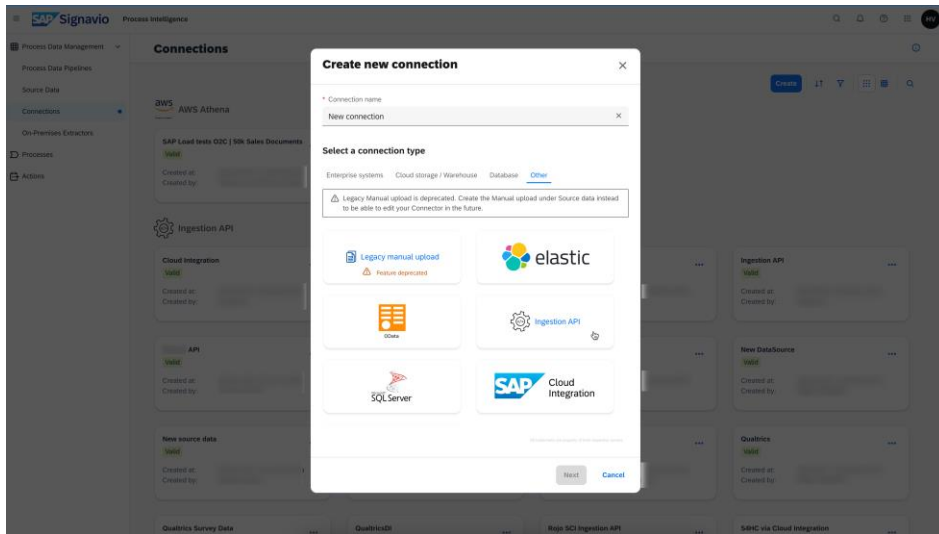 SAP Signavio Process Intelligence
HV
Process Data Management
Process Data Pipelines
Source Data
Connections
On-Premises Extractors
Processes
Actions
Connections
Create
aws AWS Athena
SAP Load tests O2C | 50k Sales Documents
Valid
Created at:
Created by:
Ingestion API
Cloud Integration
Valid
Created at:
Created by:
Ingestion API
Valid
Created at:
Created by:
API
Valid
Created at:
Created by:
New DataSource
Valid
Created at:
Created by:
New source data
Valid
Created at:
Created by:
Qualtrics
Valid
Created at:
Created by:
Qualtrics Survey Data
QualtricsDI
Rojo SCI Ingestion API
S4HC via Cloud Integration
Create new connection
* Connection name
New connection
Select a connection type
Enterprise systems Cloud storage / Warehouse Database Other
Legacy Manual upload is deprecated. Create the Manual upload under Source data instead
to be able to edit your Connector in the future.
Legacy manual upload
Feature deprecated
elastic
OData
Ingestion API
SQL Server
SAP Cloud
Integration
Next Cancel